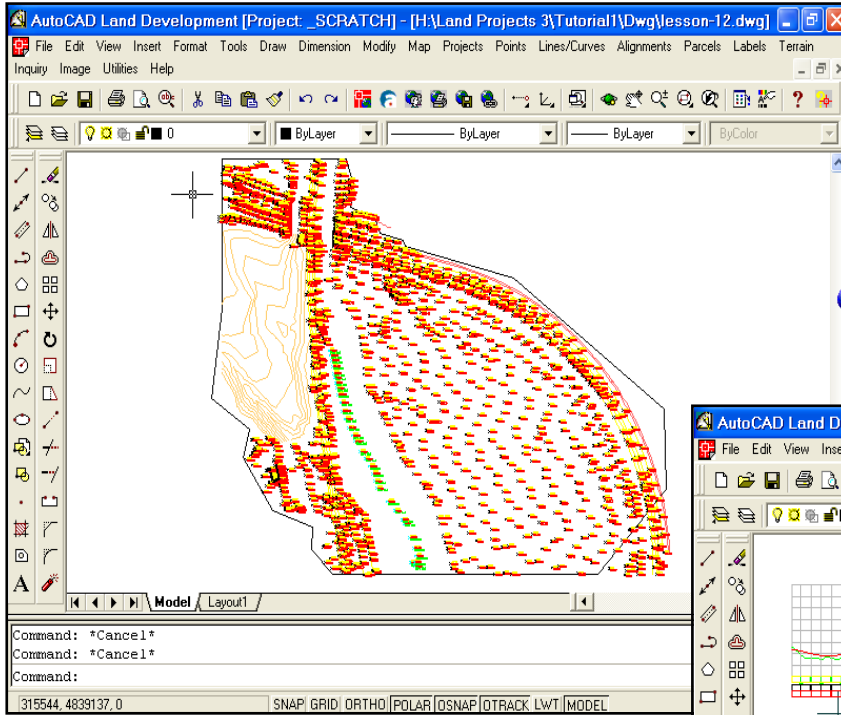 AutoCAD Land Development [Project: _SCRATCH] - [H:\Land Projects 3\Tutorial1\Dwg\lesson-12.dwg]
File Edit View Insert Format Tools Draw Dimension Modify Map Projects Points Lines/Curves Alignments Parcels Labels Terrain
Inquiry Image Utilities Help
0 ByLayer ByLayer ByLayer ByColor
A
Model Layout1
Command: *Cancel*
Command: *Cancel*
Command:
315544, 4839137, 0 SNAP GRID ORTHO POLAR OSNAP OTRACK LWT MODEL
AutoCAD Land D
File Edit View Inse